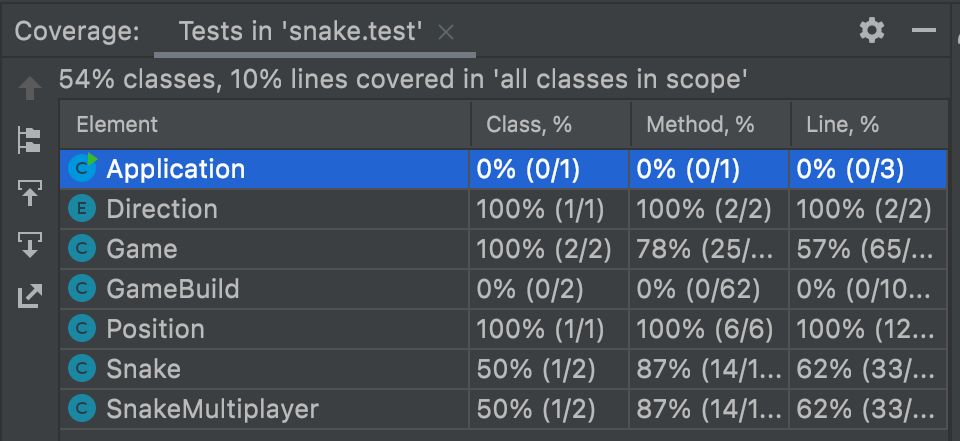 Coverage: Tests in 'snake.test'
54% classes, 10% lines covered in 'all classes in scope'
Element Class, % Method, % Line, %
C Application 0% (0/1) 0% (0/1) 0% (0/3)
E Direction 100% (1/1) 100% (2/2) 100% (2/2)
C Game 100% (2/2) 78% (25/... 57% (65/...
C GameBuild 0% (0/2) 0% (0/62) 0% (0/10...
C Position 100% (1/1) 100% (6/6) 100% (12...
C Snake 50% (1/2) 87% (14/1... 62% (33/...
C SnakeMultiplayer 50% (1/2) 87% (14/1... 62% (33/...